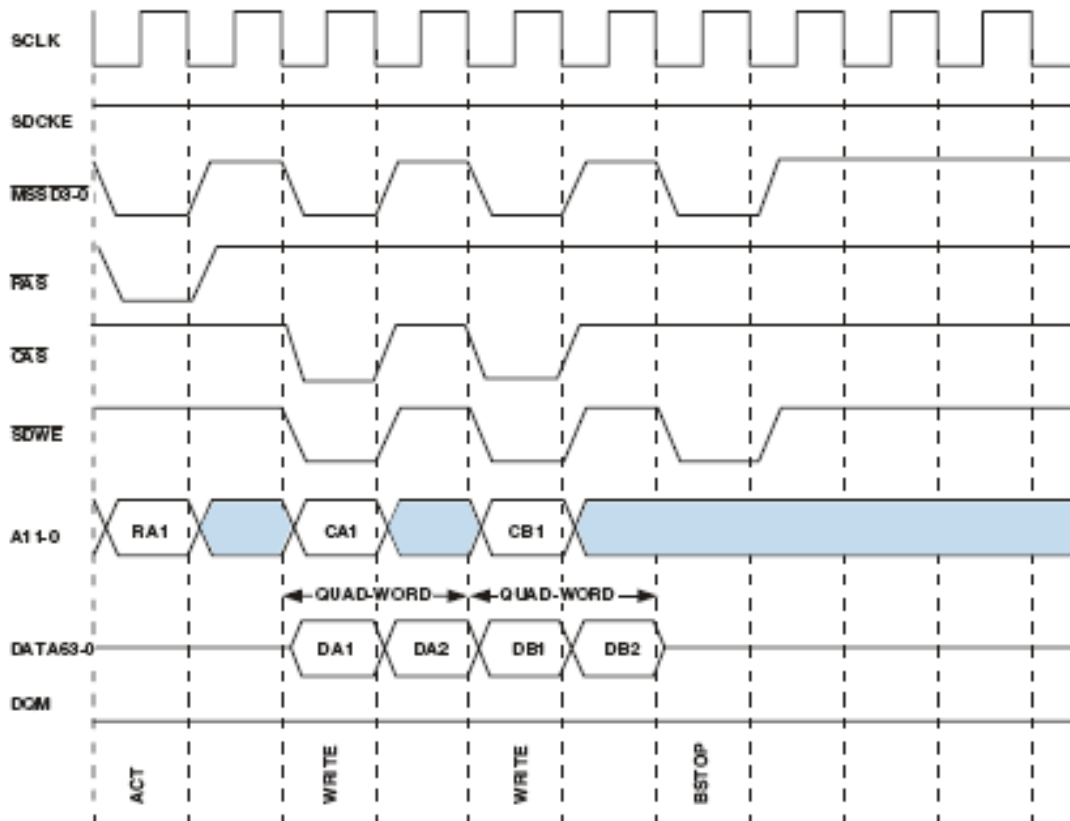 SCLK
SDCKE
MSSD3-0
RAS
CAS
SDWE
A11-0
RA1
CA1
CB1
QUAD-WORD
QUAD-WORD
DATA63-0
DA1
DA2
DB1
DB2
DQM
ACT
WRITE
WRITE
BSTOP